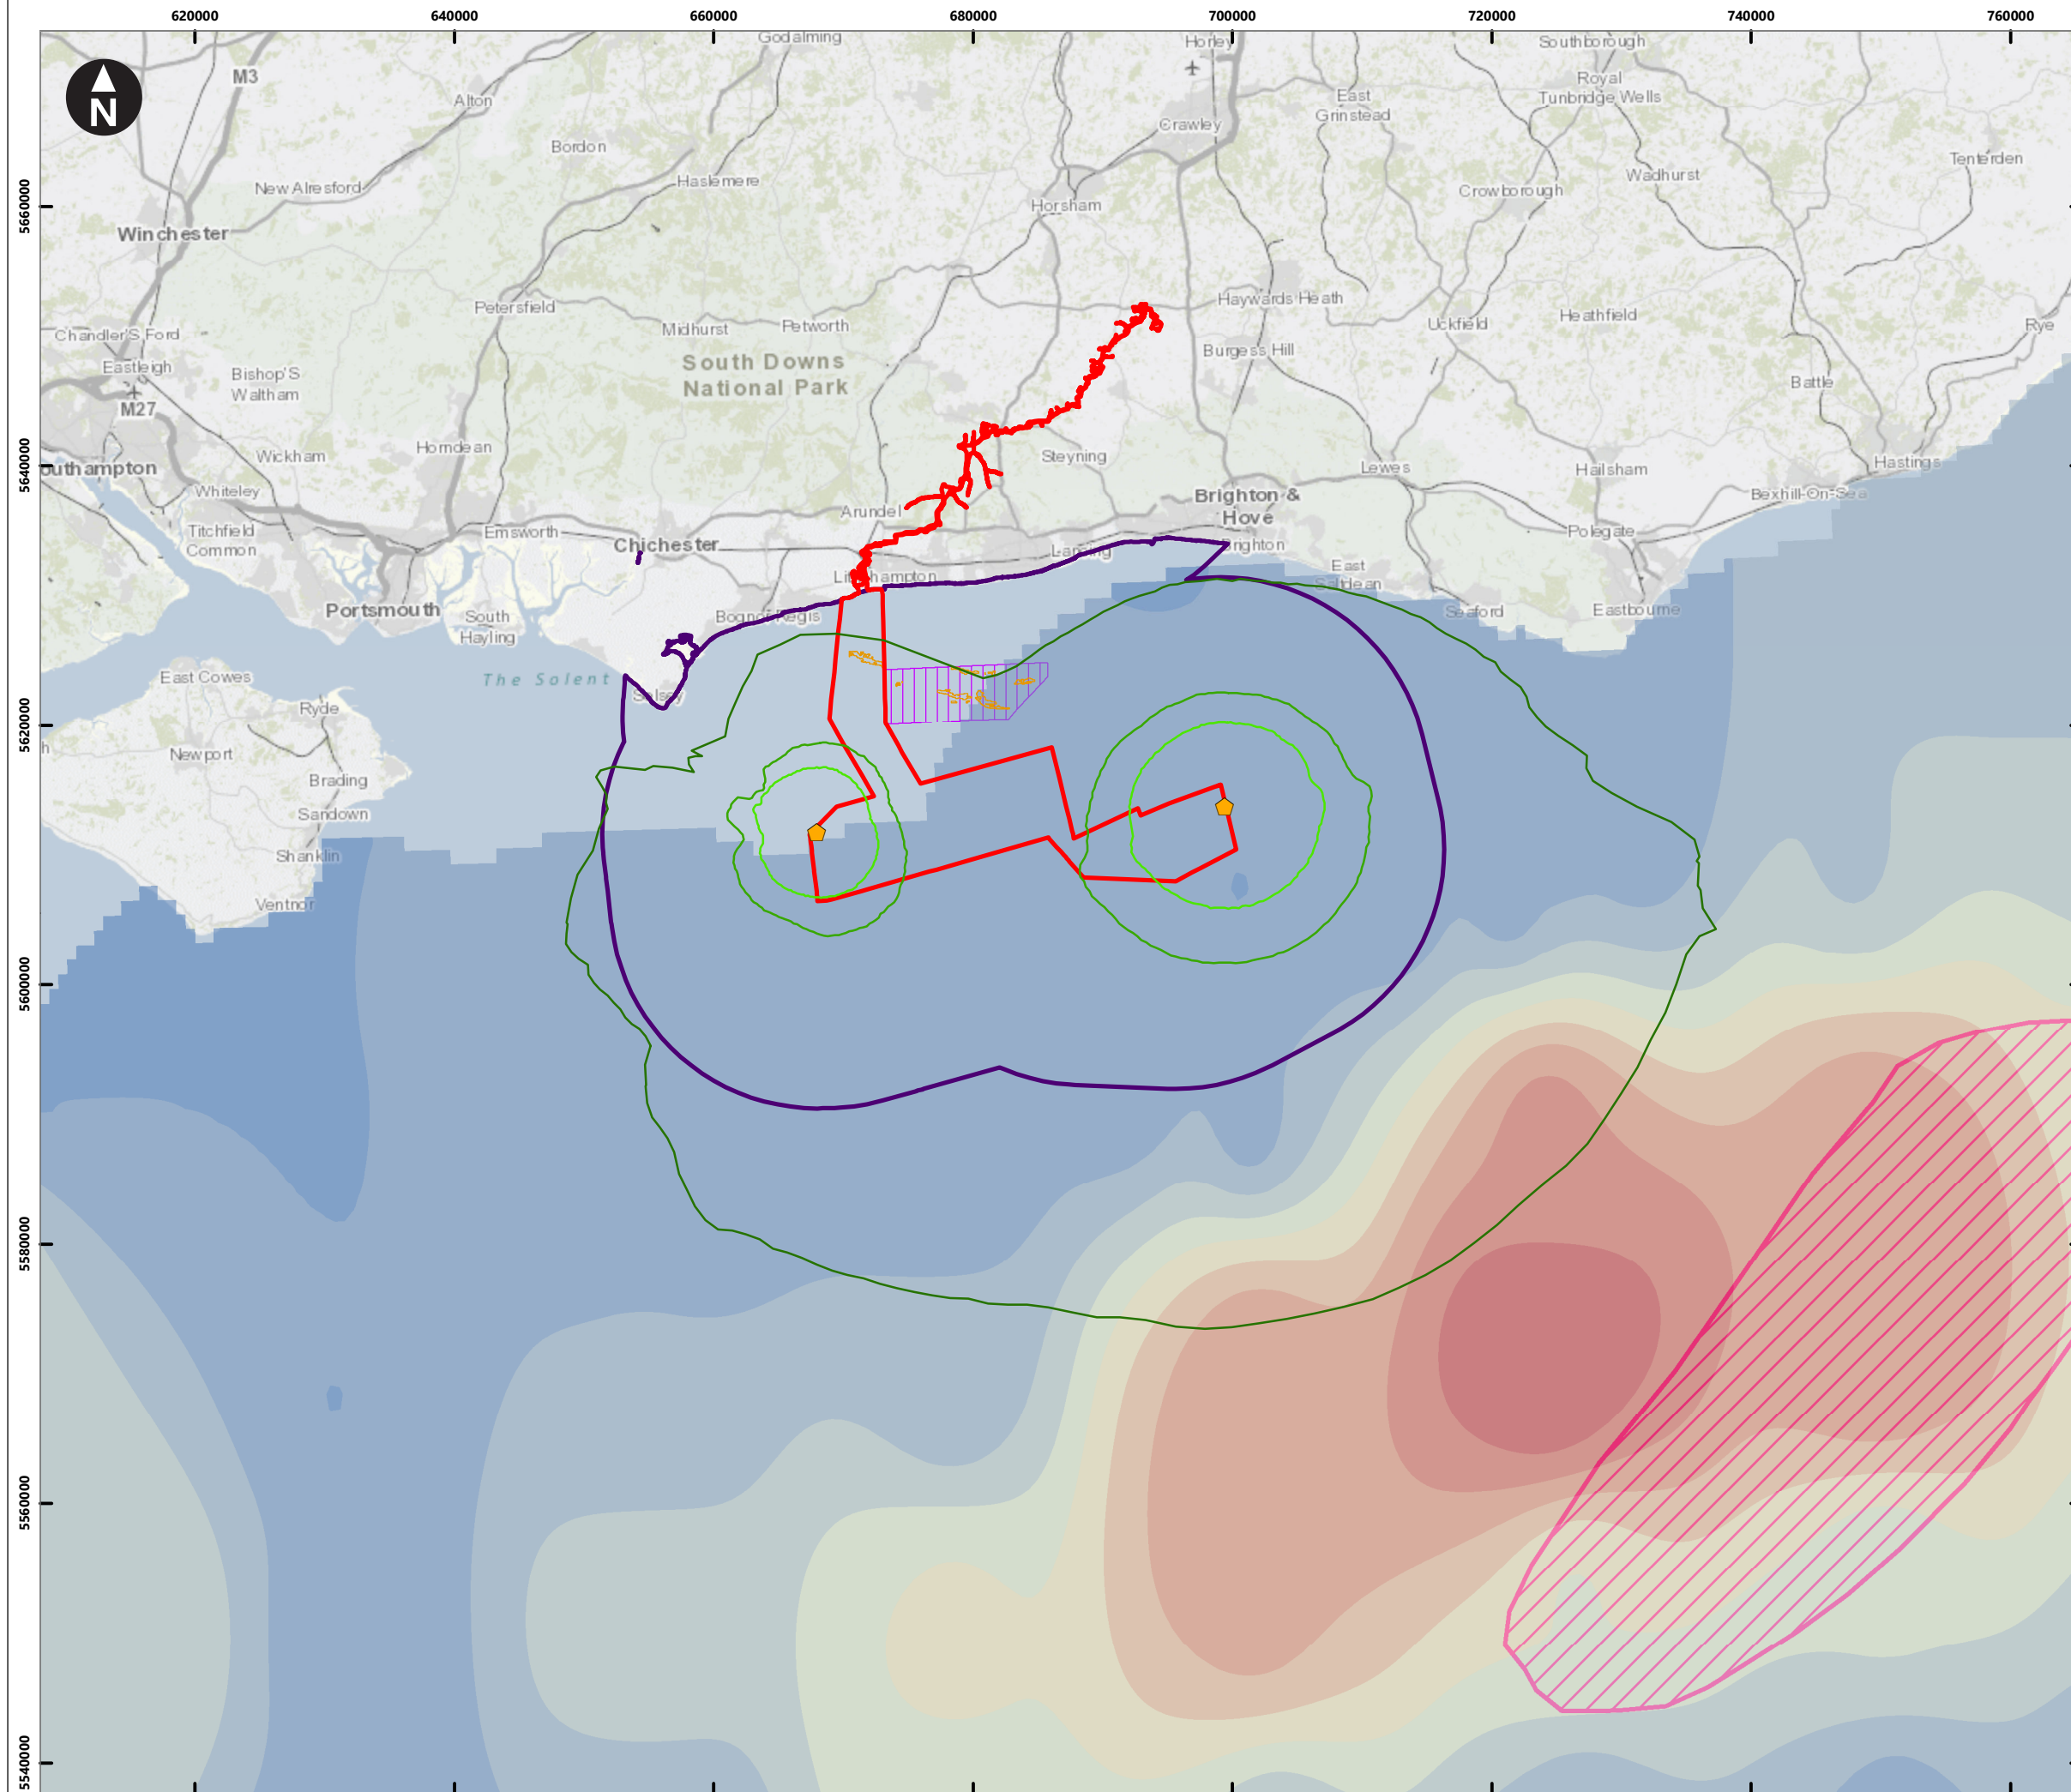 620000 640000 660000 680000 700000 720000 740000 760000
N
M3
Godalming
Horley
Southborough
Royal
Tunbridge Wells
Alton
East
Grinstead
Crawley
Bordon
Tenterden
New Alresford
Haslemere
Wadhurst
Crowborough
Horsham
5660000
Winchester
Petersfield
Haywards Heath
Heathfield
Chandler'S Ford
Midhurst
Petworth
Uckfield
Rye
Eastleigh
South Downs
National Park
Burgess Hill
Bishop'S
Waltham
Battle
M27
Horndean
Wickham
Steyning
5640000
outhampton
Lewes
Hailsham
Hastings
Whiteley
Brighton &
Hove
Bexhill-On-Sea
Arundel
Titchfield
Common
Emsworth
Chichester
Polegate
Lancing
Brighton
East
Saltdean
Littlehampton
Portsmouth
South
Hayling
Bognor Regis
Seaford
Eastbourne
The Solent
East Cowes
Selsey
Ryde
5620000
h
Newport
Brading
Sandown
Shanklin
Ventnor
5600000
5580000
5560000
5540000